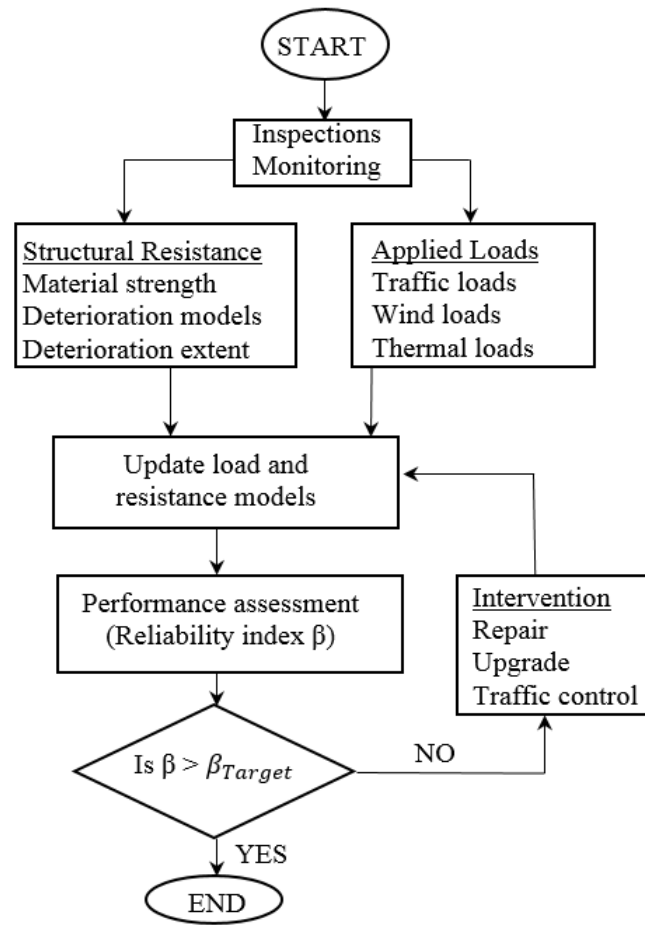 START
Inspections
Monitoring
Structural Resistance
Material strength
Deterioration models
Deterioration extent
Applied Loads
Traffic loads
Wind loads
Thermal loads
Update load and
resistance models
Performance assessment
(Reliability index β)
Intervention
Repair
Upgrade
Traffic control
Is β > β_Target
NO
YES
END